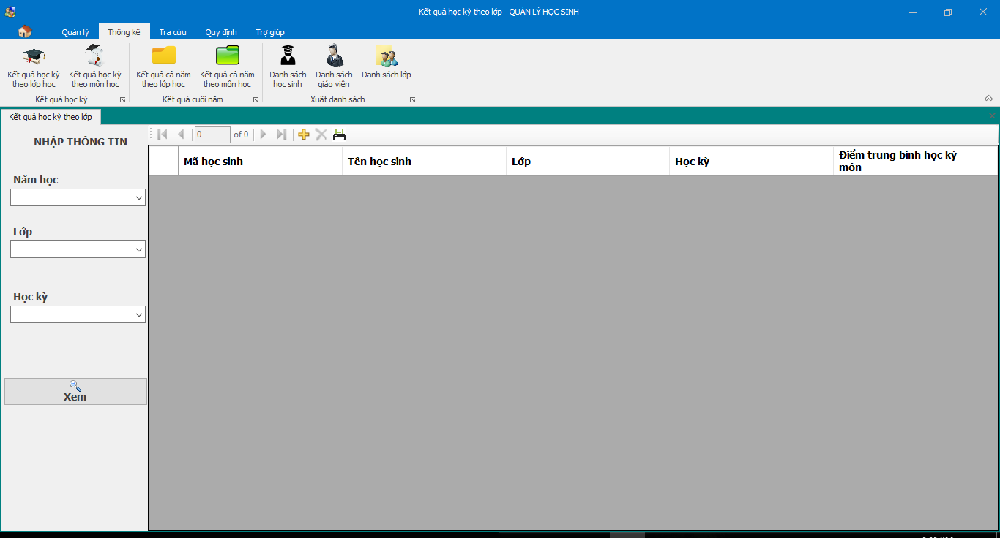 Kết quả học kỳ theo lớp - QUẢN LÝ HỌC SINH
Quản lý
Thống kê
Tra cứu
Quy định
Trợ giúp
Kết quả học kỳ
theo lớp học
Kết quả học kỳ
theo môn học
Kết quả cả năm
theo lớp học
Kết quả cả năm
theo môn học
Danh sách
học sinh
Danh sách
giáo viên
Danh sách lớp
Kết quả học kỳ
Kết quả cuối năm
Xuất danh sách
Kết quả học kỳ theo lớp
NHẬP THÔNG TIN
0
of 0
Mã học sinh
Tên học sinh
Lớp
Học kỳ
Điểm trung bình học kỳ
môn
Năm học
Lớp
Học kỳ
Xem